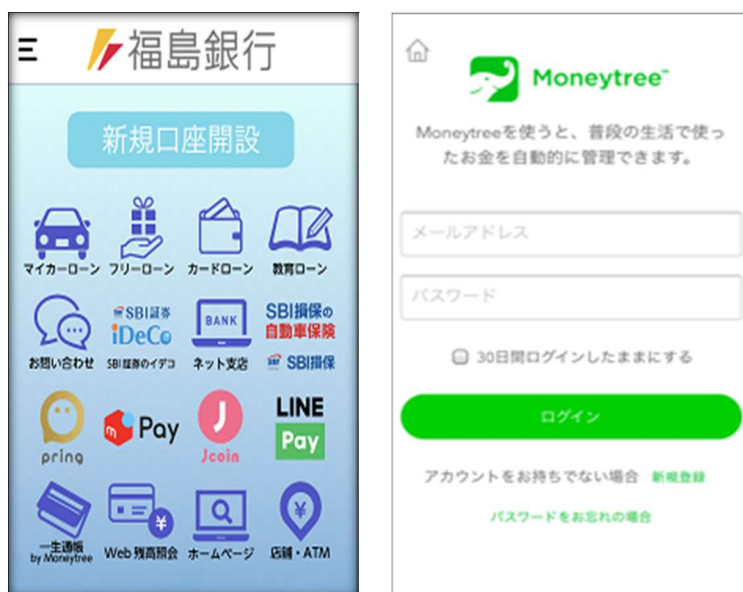 福島銀行
新規口座開設
マイカーローン
フリーローン
カードローン
教育ローン
SBI証券
iDeCo
BANK
SBI損保の
自動車保険
お問い合わせ
SBI証券のイデコ
ネット支店
SBI損保
pring
m Pay
J
Jcoin
LINE
Pay
一生通帳
by Moneytree
Web 残高照会
ホームページ
店舗・ATM
Moneytree™
Moneytreeを使うと、普段の生活で使っ
たお金を自動的に管理できます。
メールアドレス
パスワード
30日間ログインしたままにする
ログイン
アカウントをお持ちでない場合 新規登録
パスワードをお忘れの場合